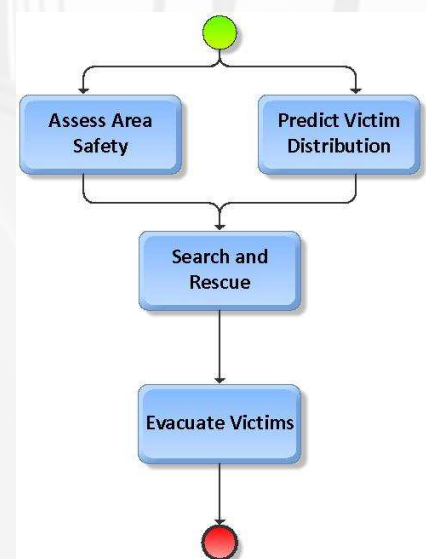 Assess Area
Safety
Predict Victim
Distribution
Search and
Rescue
Evacuate Victims